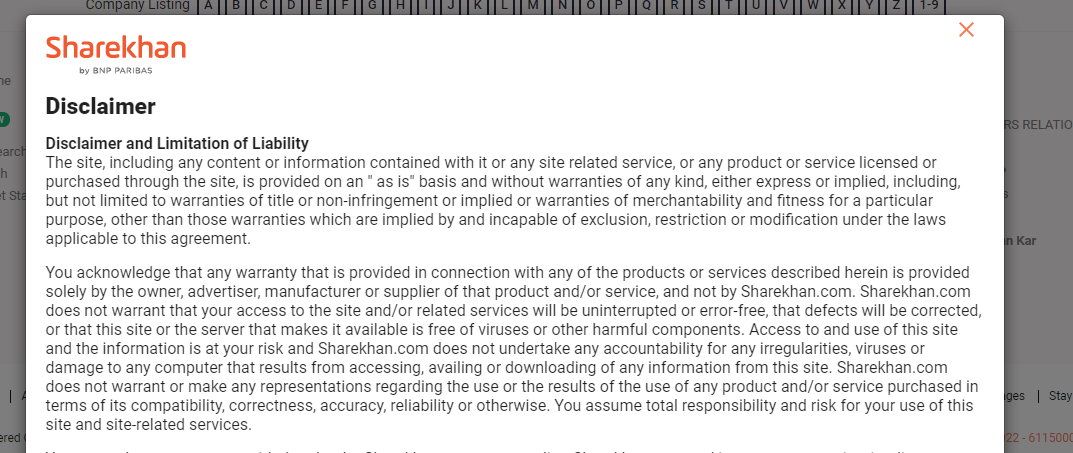 Company Listing A B C D E F G H I J K L M N O P Q R S T U V W X Y Z 1-9
Sharekhan
by BNP PARIBAS
Disclaimer
Disclaimer and Limitation of Liability
The site, including any content or information contained with it or any site related service, or any product or service licensed or
purchased through the site, is provided on an " as is" basis and without warranties of any kind, either express or implied, including,
but not limited to warranties of title or non-infringement or implied or warranties of merchantability and fitness for a particular
purpose, other than those warranties which are implied by and incapable of exclusion, restriction or modification under the laws
applicable to this agreement.
You acknowledge that any warranty that is provided in connection with any of the products or services described herein is provided
solely by the owner, advertiser, manufacturer or supplier of that product and/or service, and not by Sharekhan.com. Sharekhan.com
does not warrant that your access to the site and/or related services will be uninterrupted or error-free, that defects will be corrected,
or that this site or the server that makes it available is free of viruses or other harmful components. Access to and use of this site
and the information is at your risk and Sharekhan.com does not undertake any accountability for any irregularities, viruses or
damage to any computer that results from accessing, availing or downloading of any information from this site. Sharekhan.com
does not warrant or make any representations regarding the use or the results of the use of any product and/or service purchased in
terms of its compatibility, correctness, accuracy, reliability or otherwise. You assume total responsibility and risk for your use of this
site and site-related services.
RS RELATIO
Kar
Stay
022 - 6115000